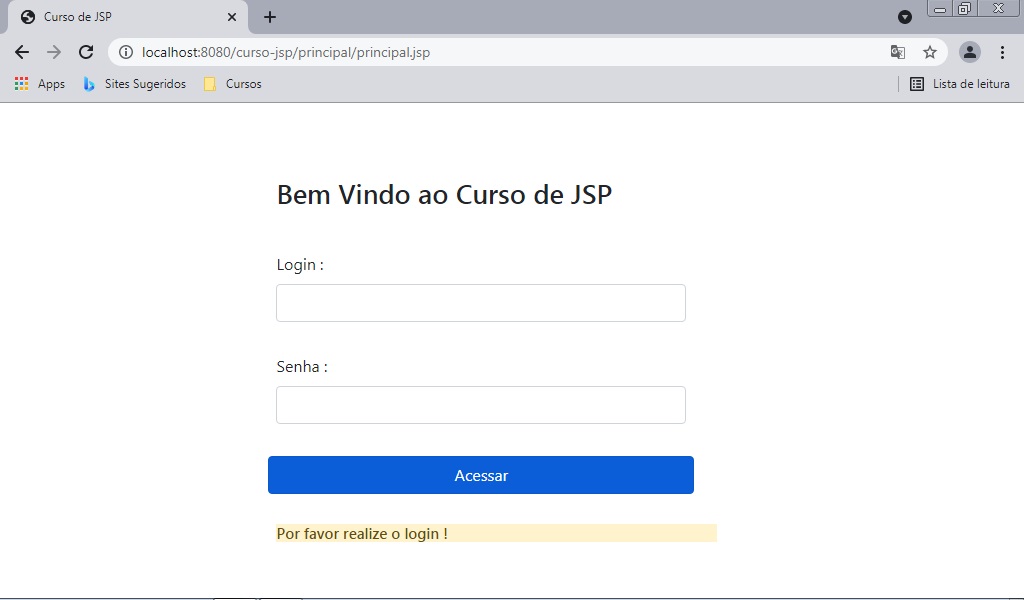 Curso de JSP
localhost:8080/curso-jsp/principal/principal.jsp
Apps Sites Sugeridos Cursos Lista de leitura
Bem Vindo ao Curso de JSP
Login :
Senha :
Acessar
Por favor realize o login !